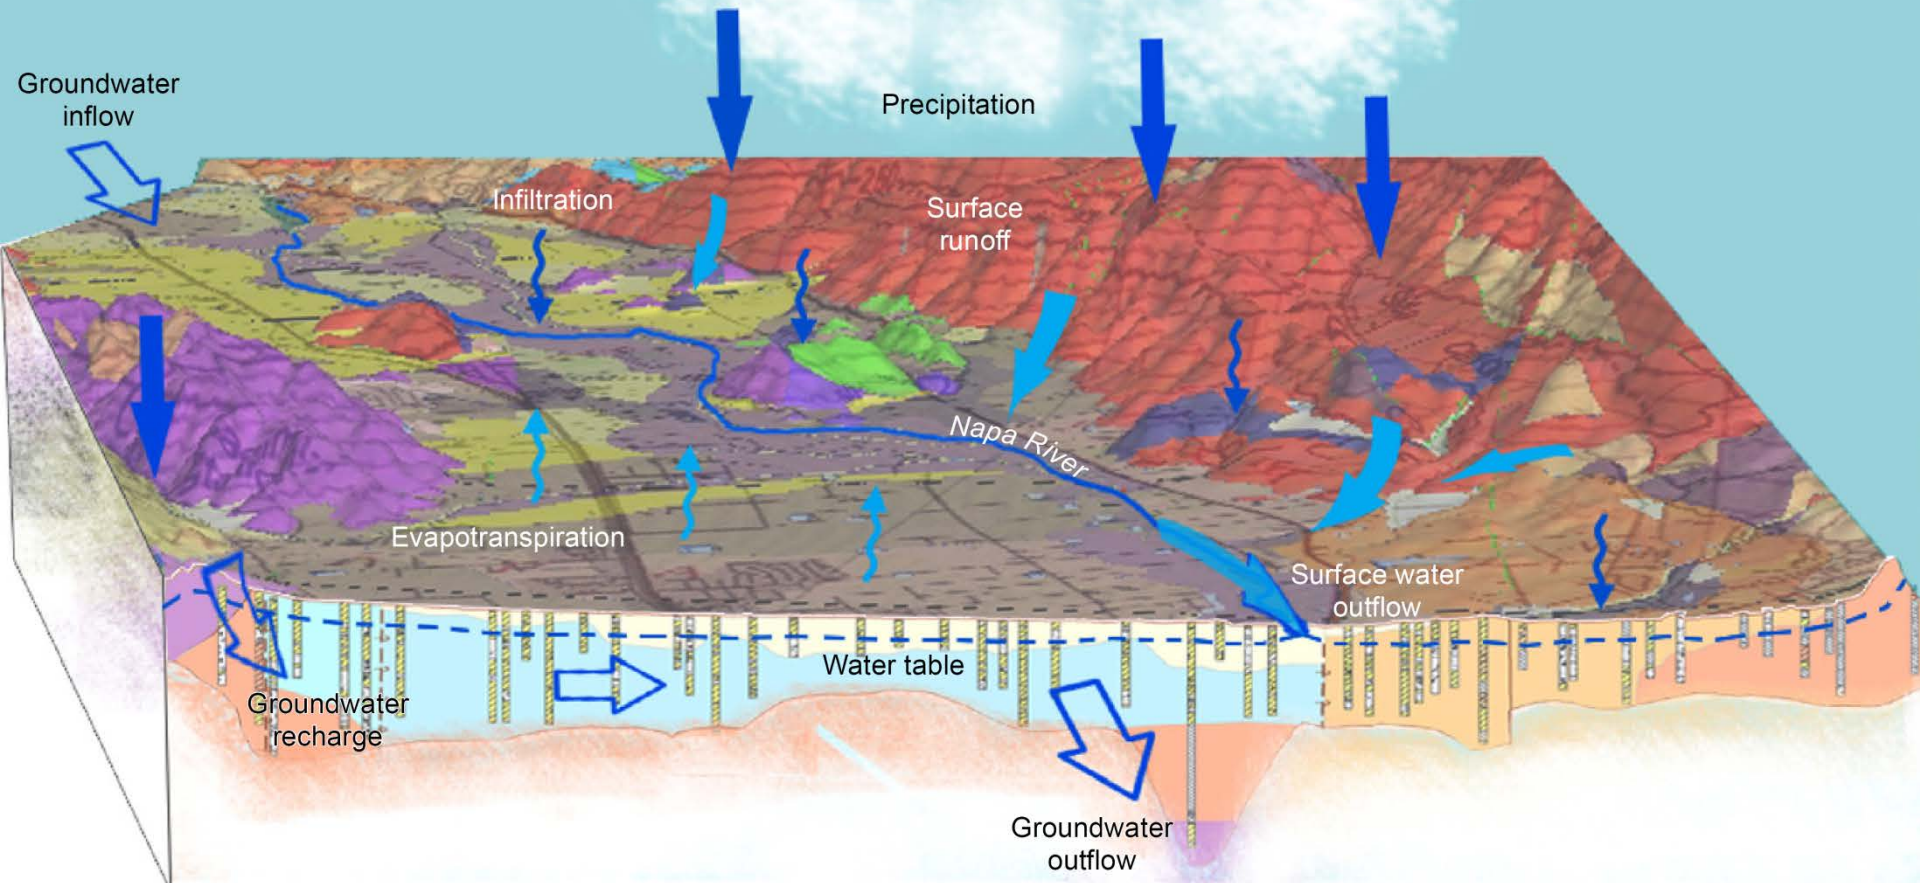 Groundwater
inflow
Precipitation
Infiltration
Surface
runoff
Napa River
Evapotranspiration
Surface water
outflow
Water table
Groundwater
recharge
Groundwater
outflow